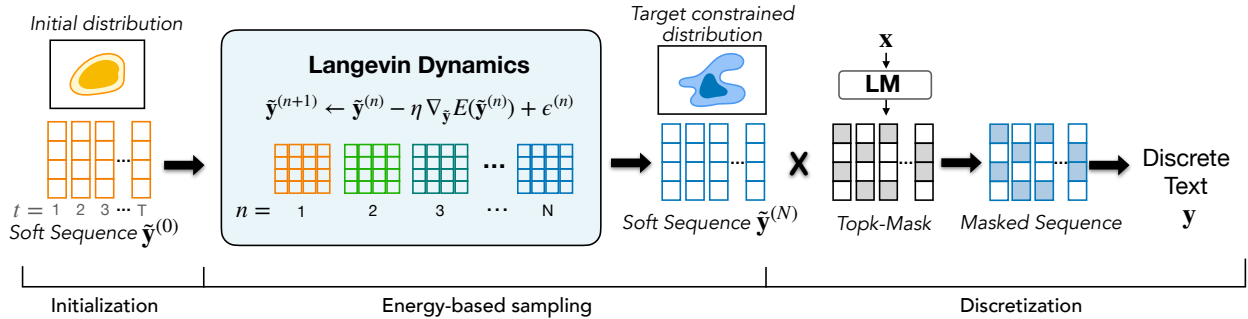 Initial distribution
Langevin Dynamics
ỹ⁽ⁿ⁺¹⁾ ← ỹ⁽ⁿ⁾ − η ∇_ỹ E(ỹ⁽ⁿ⁾) + ϵ⁽ⁿ⁾
n = 1 2 3 ... N
...
t = 1 2 3 ... T
...
Soft Sequence ỹ⁽⁰⁾
Target constrained
distribution
...
Soft Sequence ỹ⁽ᴺ⁾
x
LM
...
Topk-Mask
...
Masked Sequence
Discrete
Text
y
Initialization
Energy-based sampling
Discretization